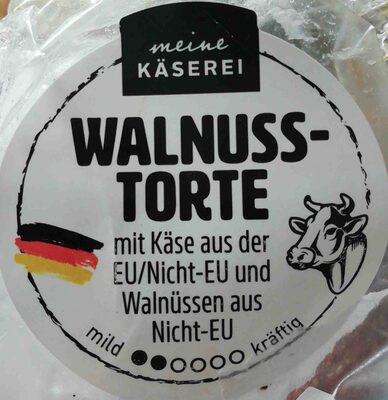 meine
KÄSEREI
WALNUSS-
TORTE
mit Käse aus der
EU/Nicht-EU und
Walnüssen aus
Nicht-EU
mild kräftig